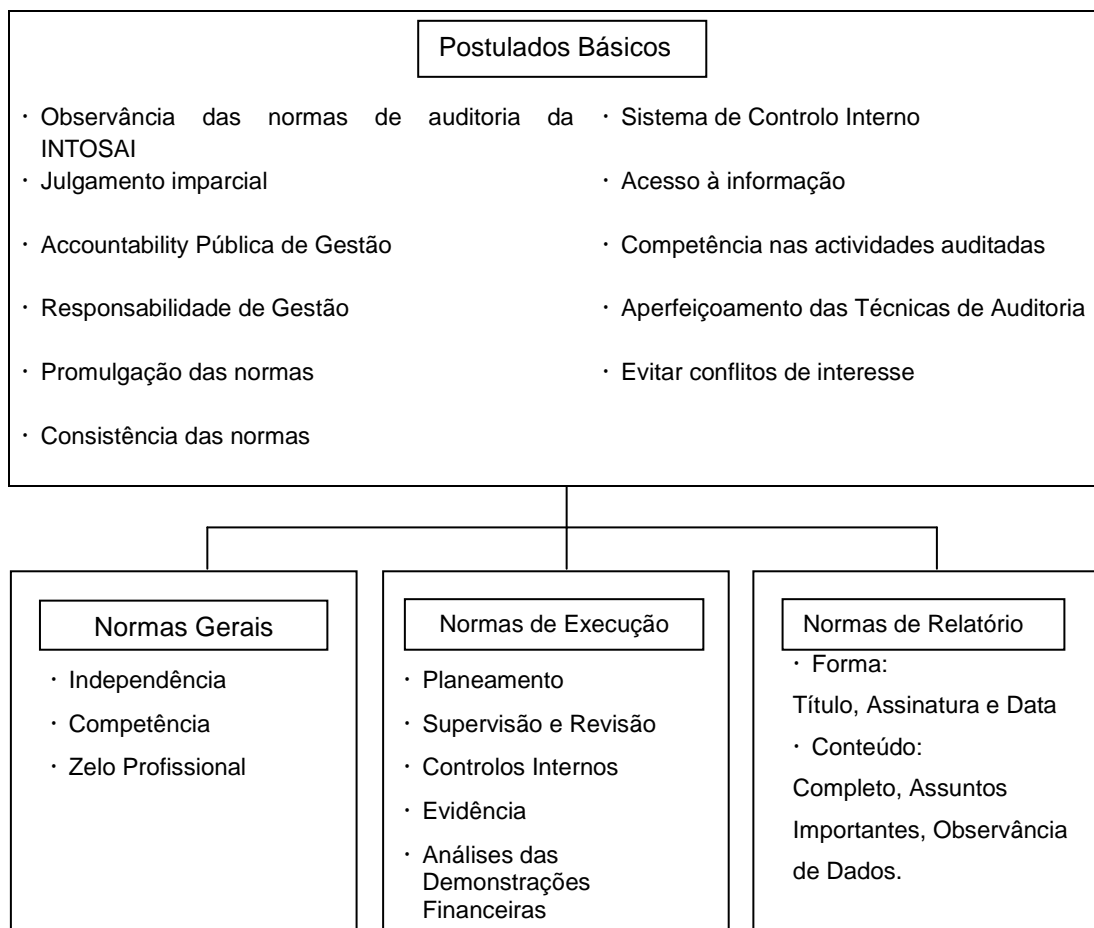 Postulados Básicos
· Observância das normas de auditoria da
INTOSAI
· Julgamento imparcial
· Accountability Pública de Gestão
· Responsabilidade de Gestão
· Promulgação das normas
· Consistência das normas
· Sistema de Controlo Interno
· Acesso à informação
· Competência nas actividades auditadas
· Aperfeiçoamento das Técnicas de Auditoria
· Evitar conflitos de interesse
Normas Gerais
· Independência
· Competência
· Zelo Profissional
Normas de Execução
· Planeamento
· Supervisão e Revisão
· Controlos Internos
· Evidência
· Análises das
Demonstrações
Financeiras
Normas de Relatório
· Forma:
Título, Assinatura e Data
· Conteúdo:
Completo, Assuntos
Importantes, Observância
de Dados.